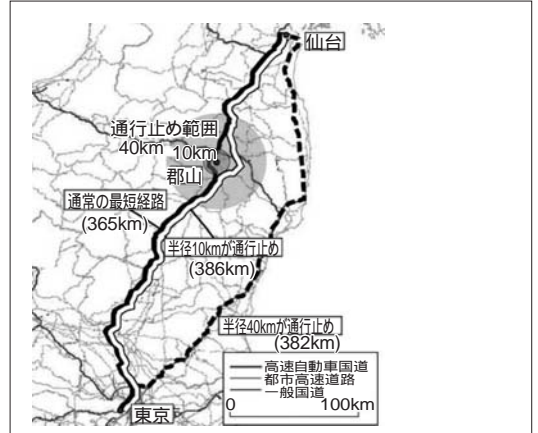 仙台
通行止め範囲
40km 10km
郡山
通常の最短経路
(365km)
半径10kmが通行止め
(386km)
半径40kmが通行止め
(382km)
高速自動車国道
都市高速道路
一般国道
0 100km
東京